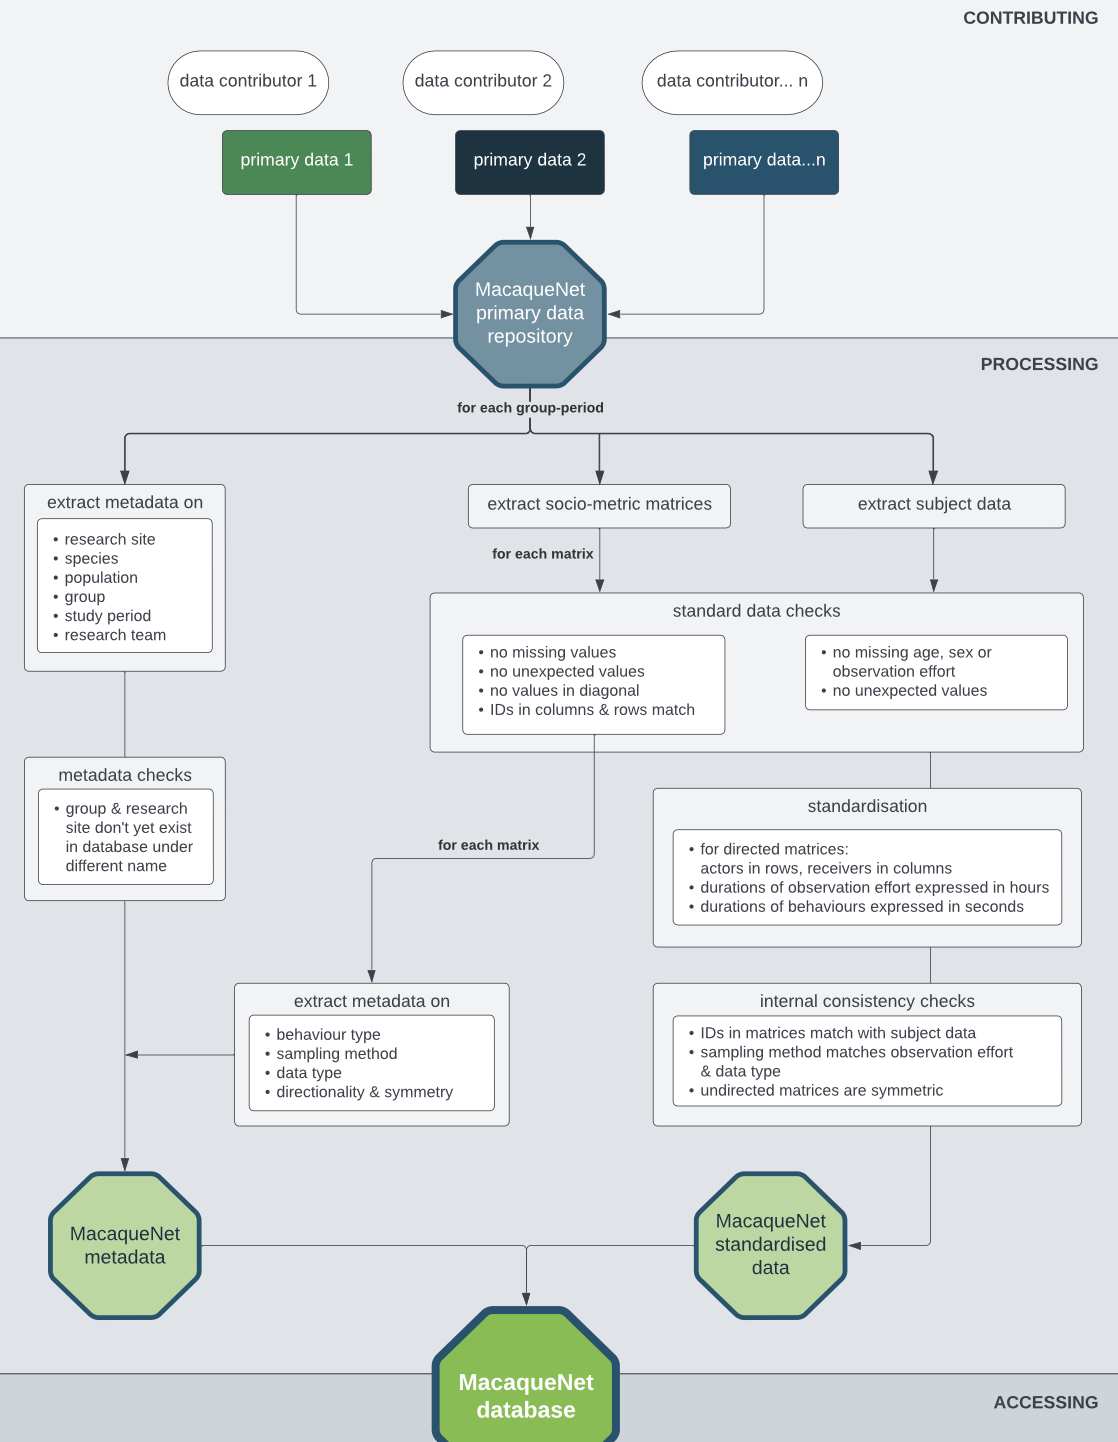 CONTRIBUTING
data contributor 1
data contributor 2
data contributor... n
primary data 1
primary data 2
primary data...n
MacaqueNet
primary data
repository
PROCESSING
for each group-period
extract metadata on
• research site
• species
• population
• group
• study period
• research team
extract socio-metric matrices
extract subject data
for each matrix
standard data checks
• no missing values
• no unexpected values
• no values in diagonal
• IDs in columns & rows match
• no missing age, sex or
observation effort
• no unexpected values
metadata checks
• group & research
site don't yet exist
in database under
different name
standardisation
• for directed matrices:
actors in rows, receivers in columns
• durations of observation effort expressed in hours
• durations of behaviours expressed in seconds
for each matrix
extract metadata on
• behaviour type
• sampling method
• data type
• directionality & symmetry
internal consistency checks
• IDs in matrices match with subject data
• sampling method matches observation effort
& data type
• undirected matrices are symmetric
MacaqueNet
metadata
MacaqueNet
standardised
data
MacaqueNet
database
ACCESSING